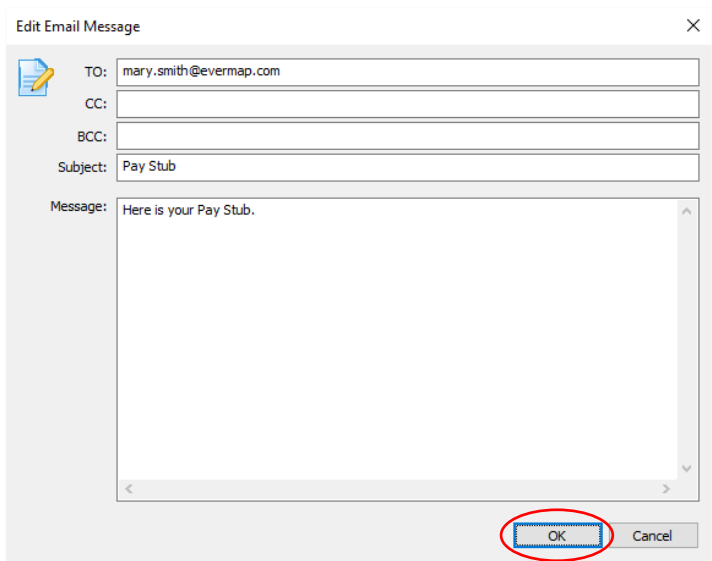 Edit Email Message
TO: mary.smith@evermap.com
CC:
BCC:
Subject: Pay Stub
Message: Here is your Pay Stub.
OK Cancel